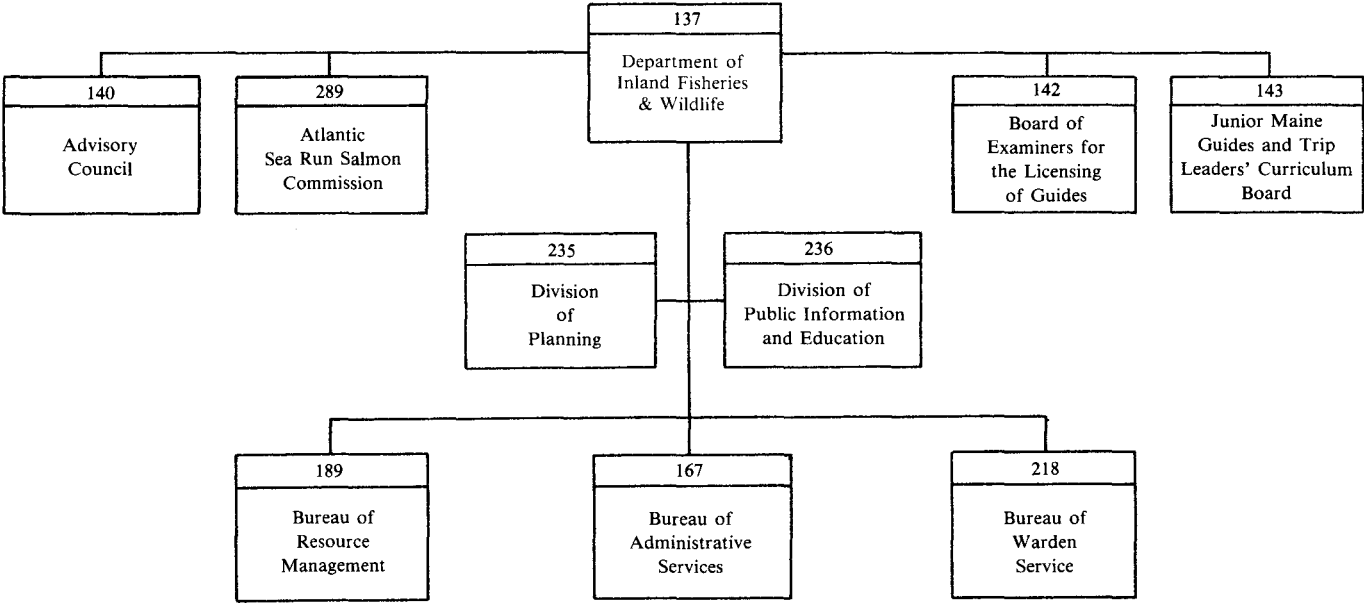 137
Department of
Inland Fisheries
& Wildlife
140
Advisory
Council
289
Atlantic
Sea Run Salmon
Commission
142
Board of
Examiners for
the Licensing
of Guides
143
Junior Maine
Guides and Trip
Leaders' Curriculum
Board
235
Division
of
Planning
236
Division of
Public Information
and Education
189
Bureau of
Resource
Management
167
Bureau of
Administrative
Services
218
Bureau of
Warden
Service